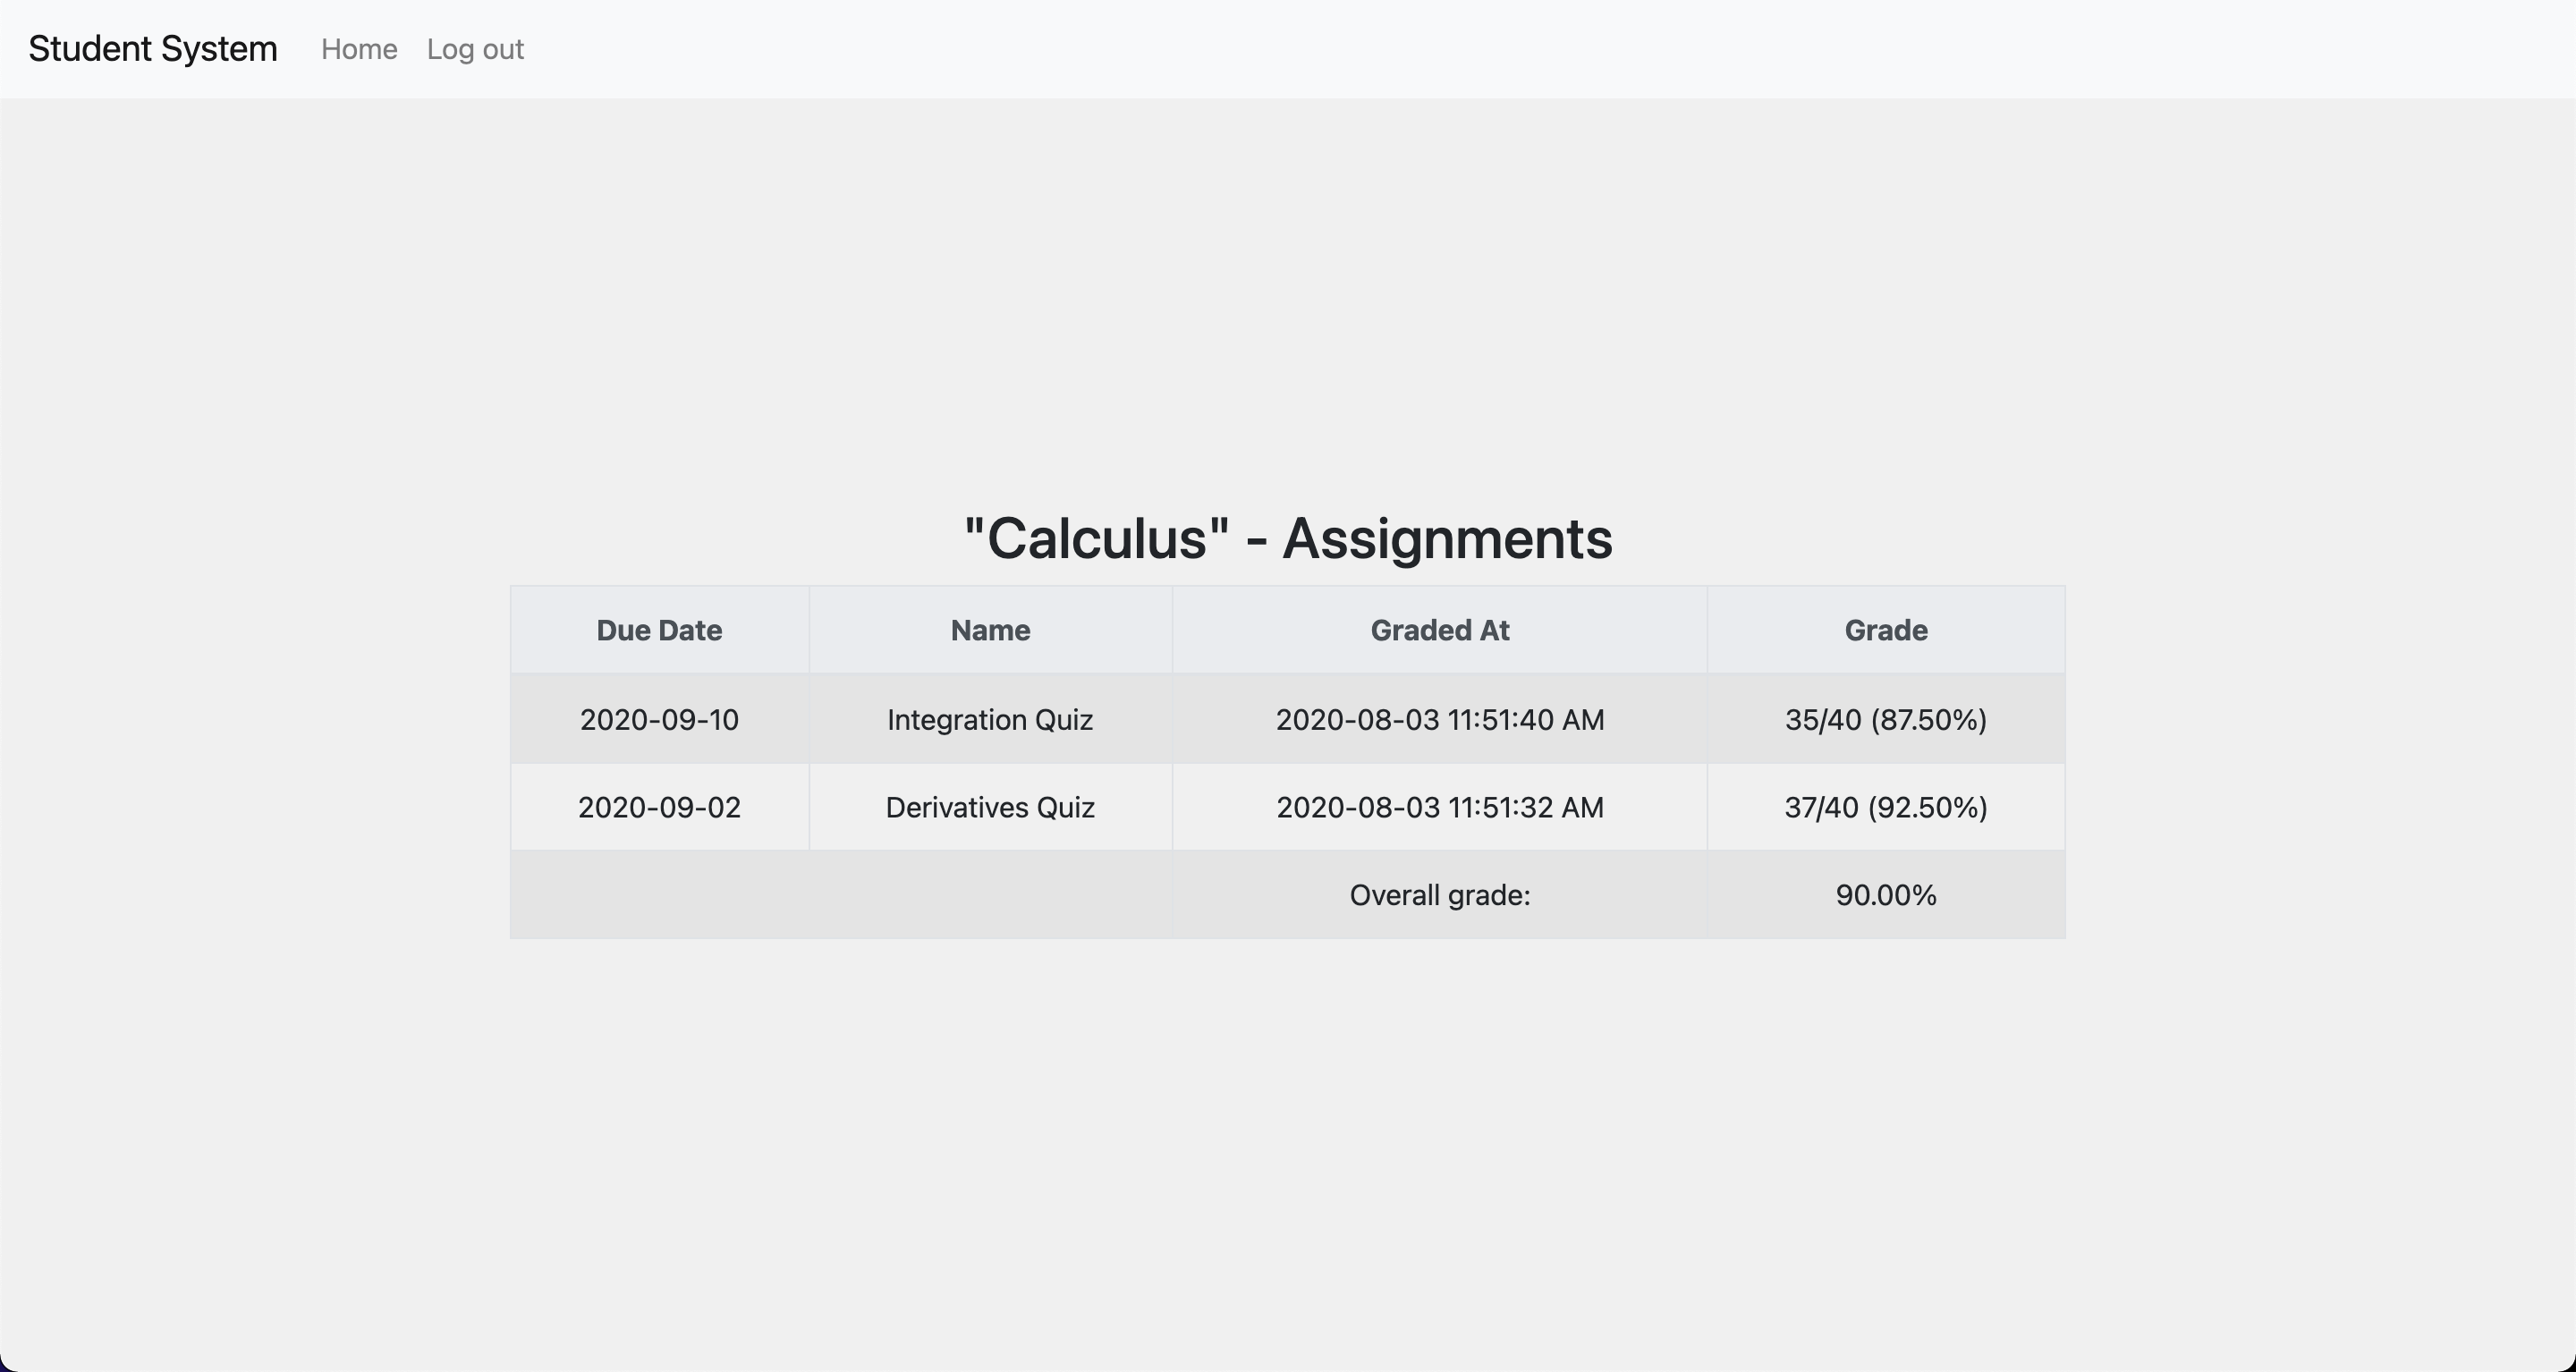 Student System Home Log out
"Calculus" - Assignments
Due Date Name Graded At Grade
2020-09-10 Integration Quiz 2020-08-03 11:51:40 AM 35/40 (87.50%)
2020-09-02 Derivatives Quiz 2020-08-03 11:51:32 AM 37/40 (92.50%)
Overall grade: 90.00%